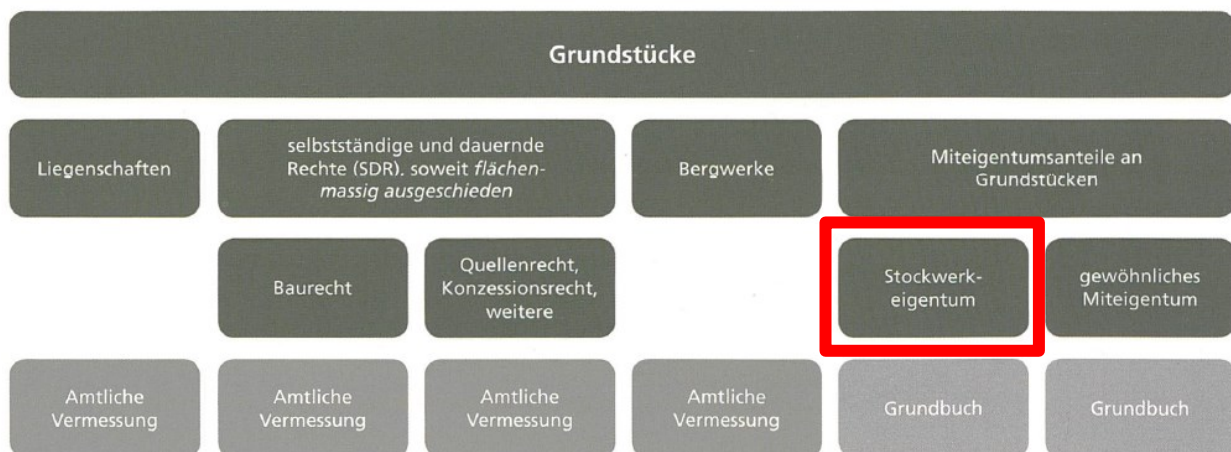 Grundstücke
Liegenschaften
selbstständige und dauernde
Rechte (SDR), soweit flächen-
massig ausgeschieden
Bergwerke
Miteigentumsanteile an
Grundstücken
Baurecht
Quellenrecht,
Konzessionsrecht,
weitere
Stockwerk-
eigentum
gewöhnliches
Miteigentum
Amtliche
Vermessung
Amtliche
Vermessung
Amtliche
Vermessung
Amtliche
Vermessung
Grundbuch
Grundbuch